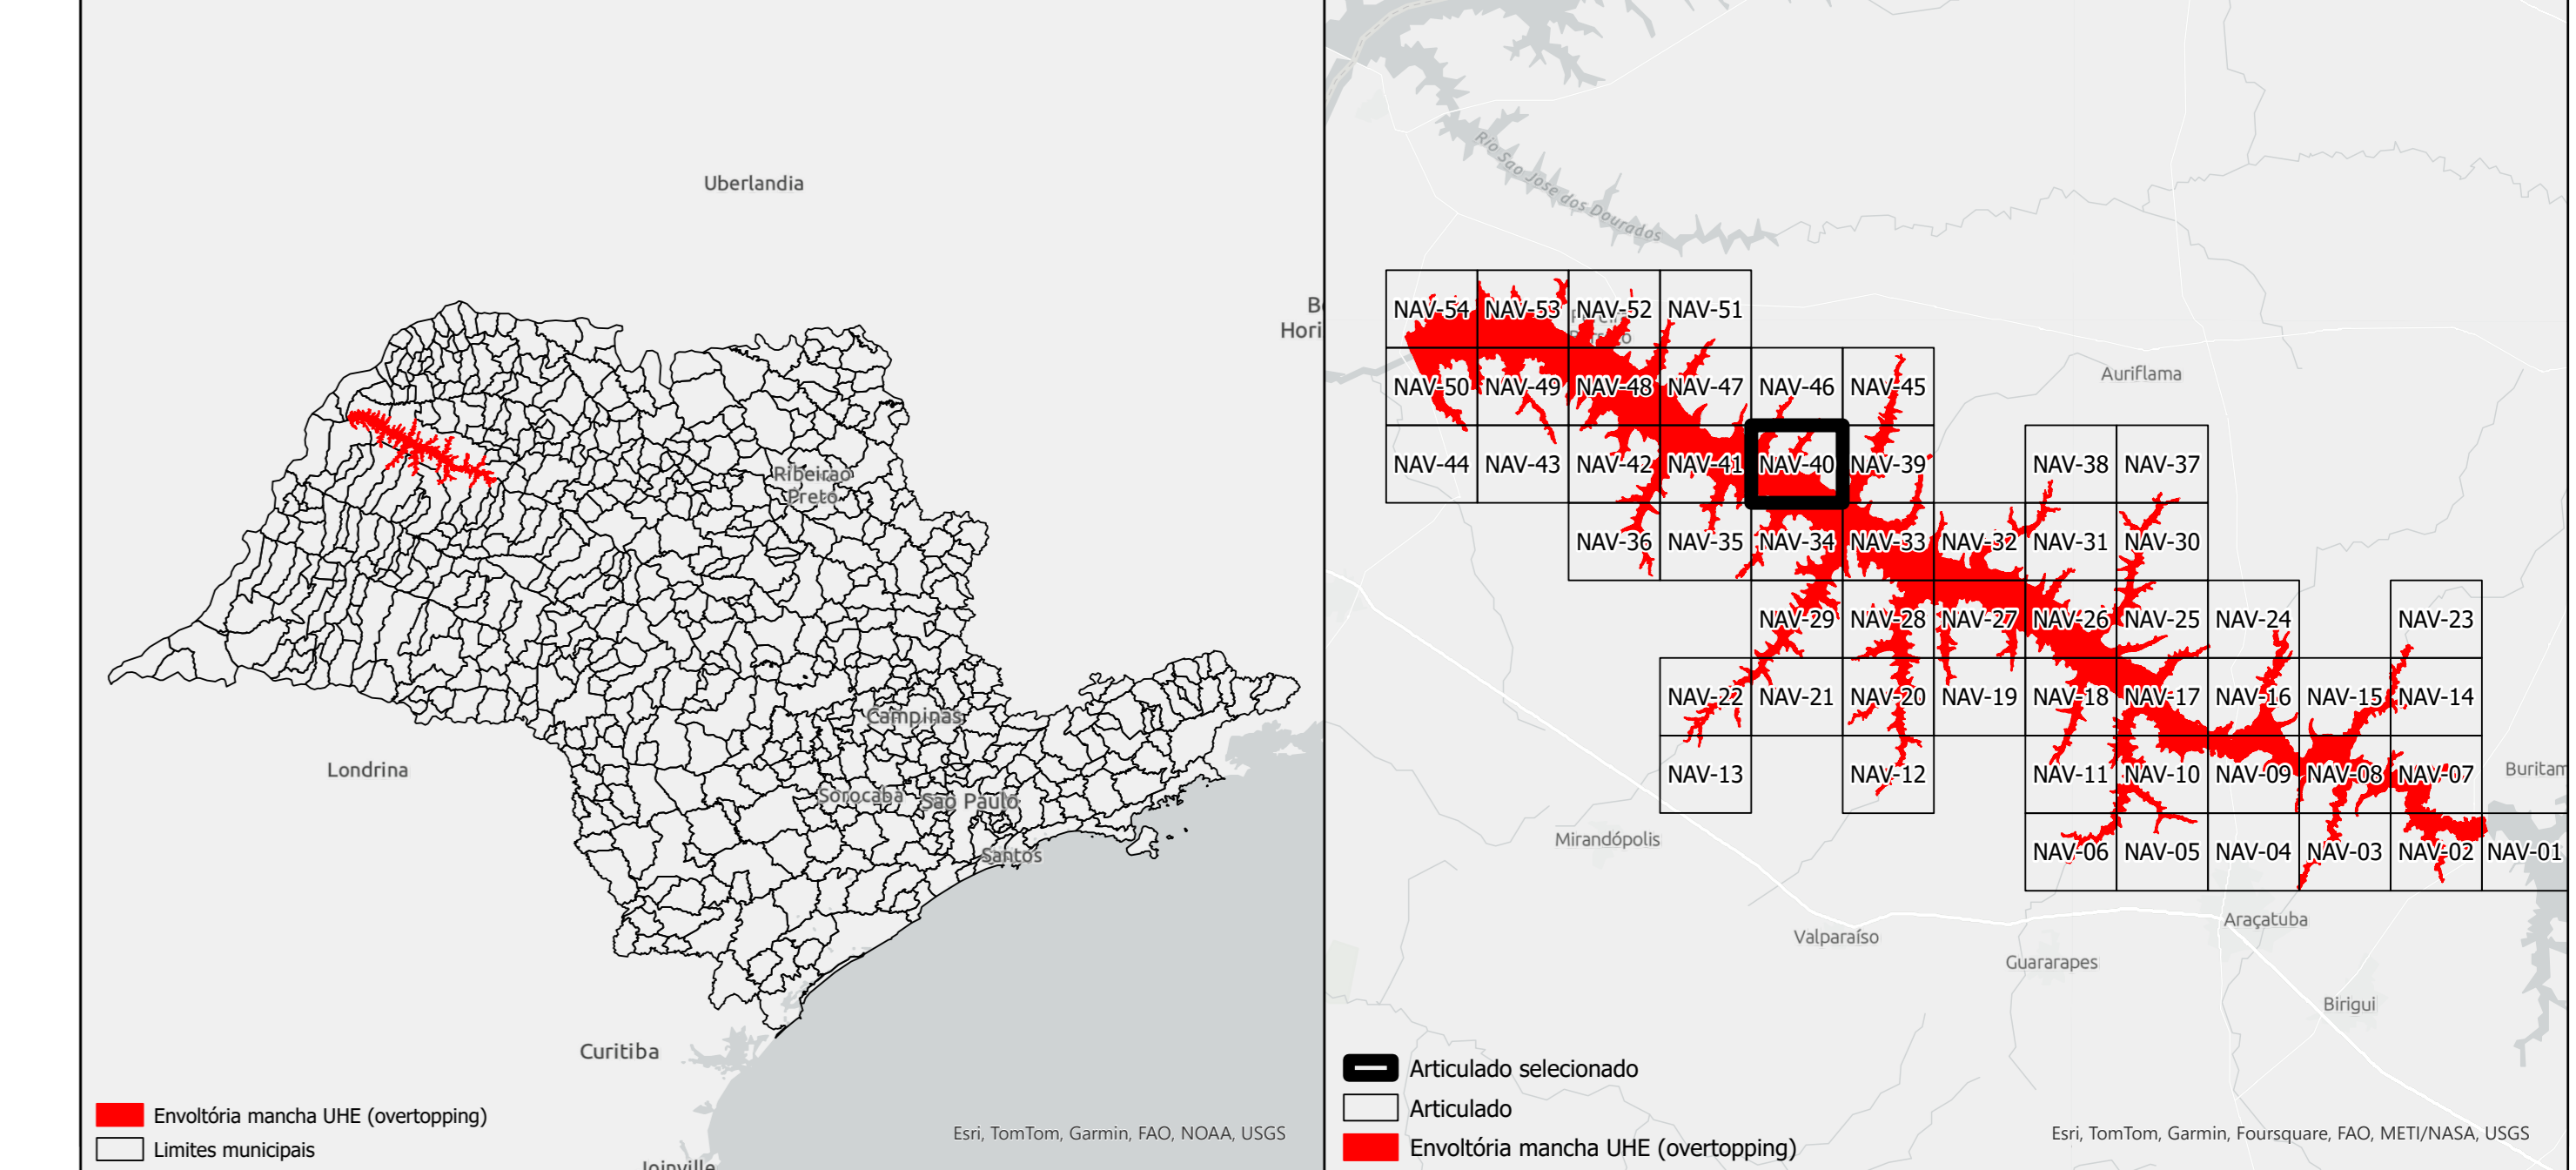 Uberlandia
Hori
Ribeirao
Preto
Campinas
Londrina
Sorocaba
Sao Paulo
Santos
Curitiba
Joinville
Envoltória mancha UHE (overtopping)
Limites municipais
Esri, TomTom, Garmin, FAO, NOAA, USGS
Rio Sao Jose dos Dourados
NAV-54 NAV-53 NAV-52 NAV-51
NAV-50 NAV-49 NAV-48 NAV-47 NAV-46 NAV-45
Auriflama
NAV-44 NAV-43 NAV-42 NAV-41 NAV-40 NAV-39 NAV-38 NAV-37
NAV-36 NAV-35 NAV-34 NAV-33 NAV-32 NAV-31 NAV-30
NAV-29 NAV-28 NAV-27 NAV-26 NAV-25 NAV-24 NAV-23
NAV-22 NAV-21 NAV-20 NAV-19 NAV-18 NAV-17 NAV-16 NAV-15 NAV-14
NAV-13 NAV-12 NAV-11 NAV-10 NAV-09 NAV-08 NAV-07 Buritam
Mirandópolis
NAV-06 NAV-05 NAV-04 NAV-03 NAV-02 NAV-01
Araçatuba
Valparaíso
Guararapes
Birigui
Articulado selecionado
Articulado
Envoltória mancha UHE (overtopping)
Esri, TomTom, Garmin, Foursquare, FAO, METI/NASA, USGS